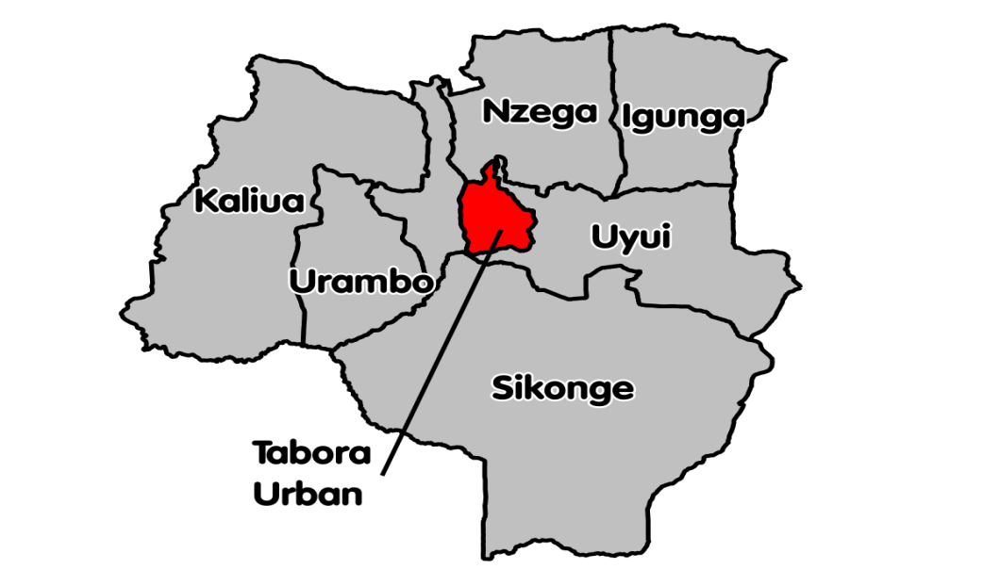 Nzega
Igunga
Kaliua
Uyui
Urambo
Sikonge
Tabora
Urban